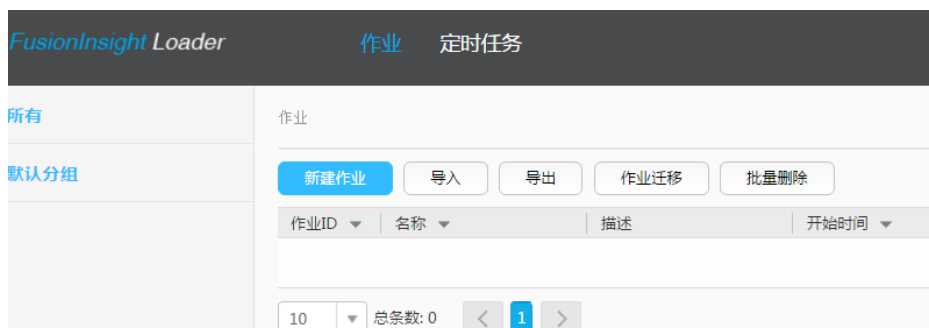 FusionInsight Loader 作业 定时任务
所有
默认分组
作业
新建作业 导入 导出 作业迁移 批量删除
作业ID 名称 描述 开始时间
10 总条数: 0 1